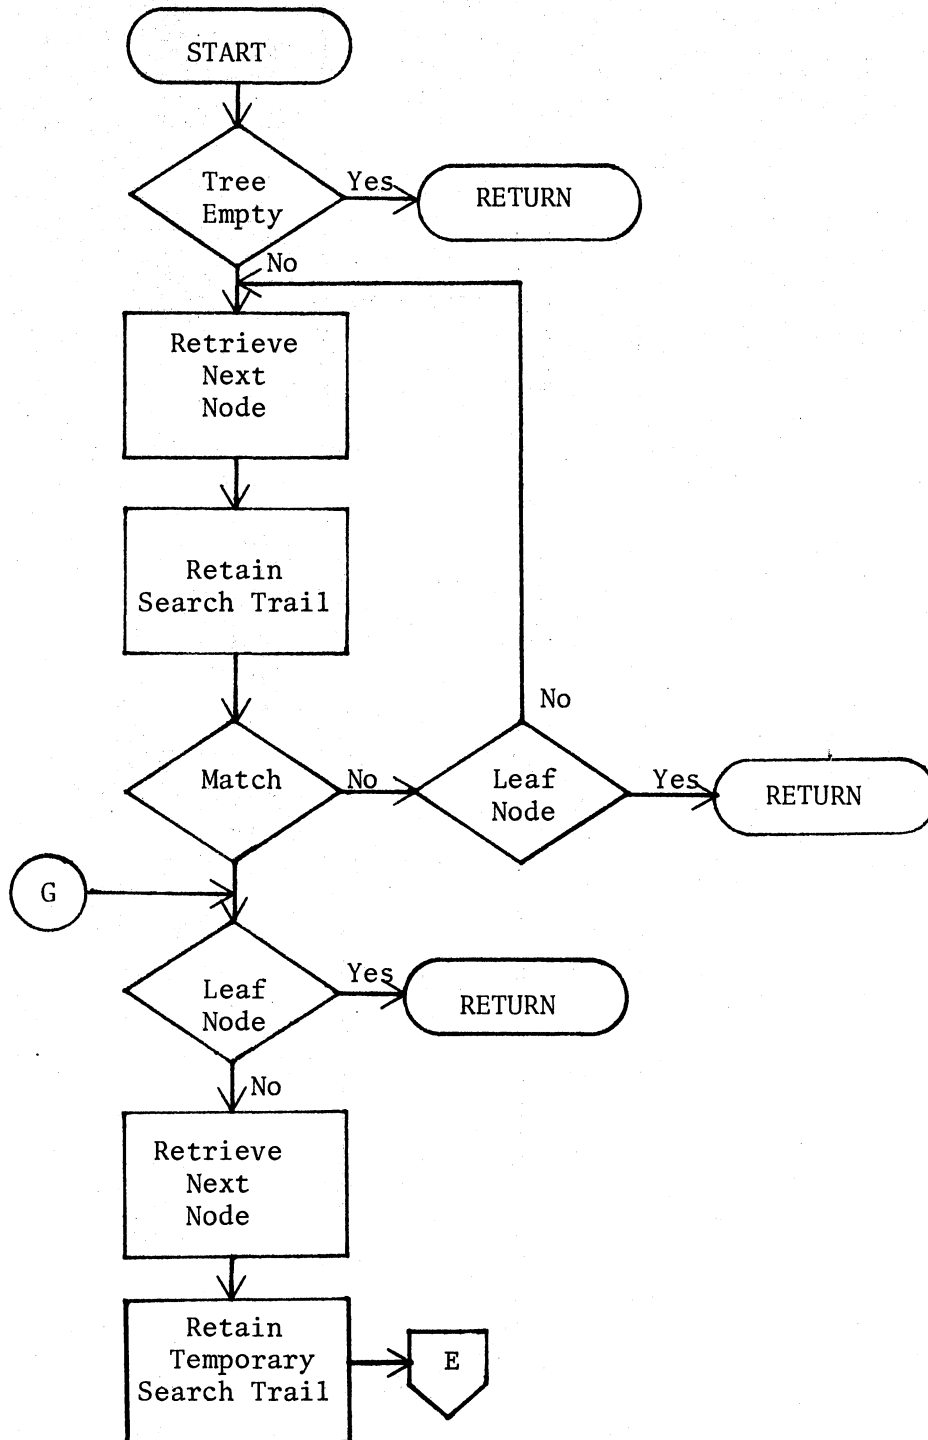 START
Tree
Empty
Yes
RETURN
No
Retrieve
Next
Node
Retain
Search Trail
No
Match
No
Leaf
Node
Yes
RETURN
G
Leaf
Node
Yes
RETURN
No
Retrieve
Next
Node
Retain
Temporary
Search Trail
E